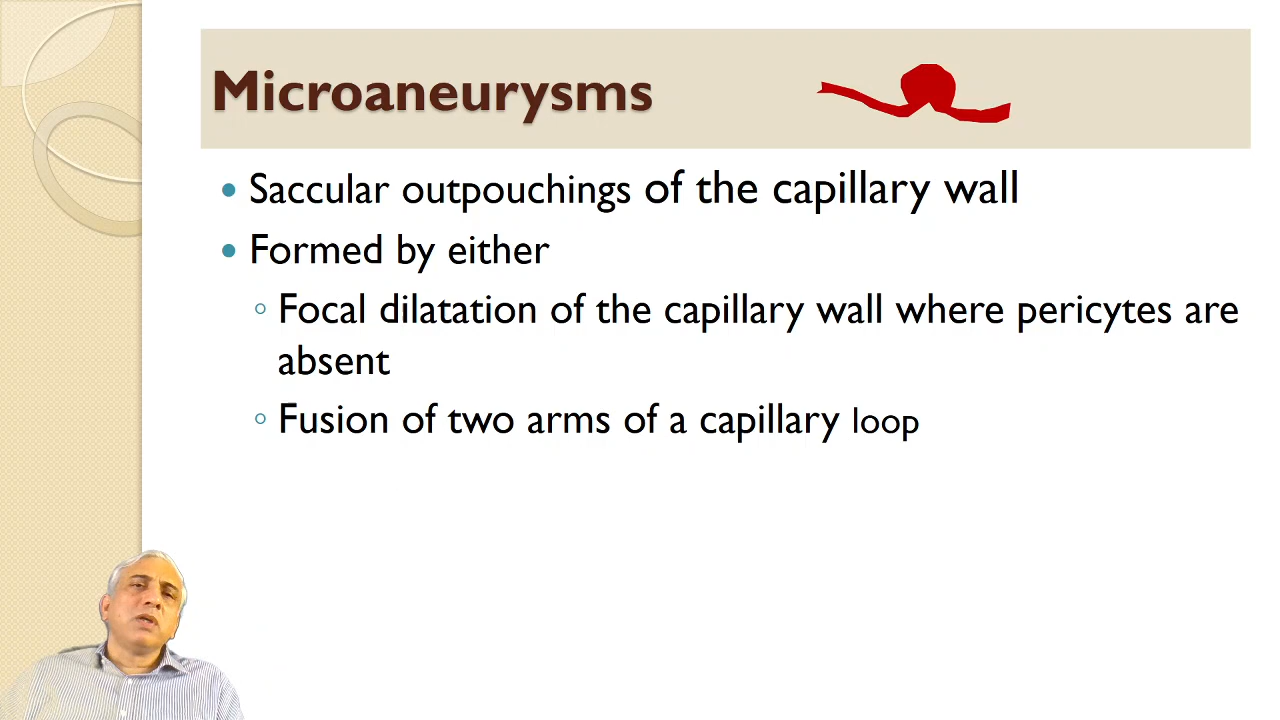 Microaneurysms
• Saccular outpouchings of the capillary wall
• Formed by either
◦ Focal dilatation of the capillary wall where pericytes are
absent
◦ Fusion of two arms of a capillary loop